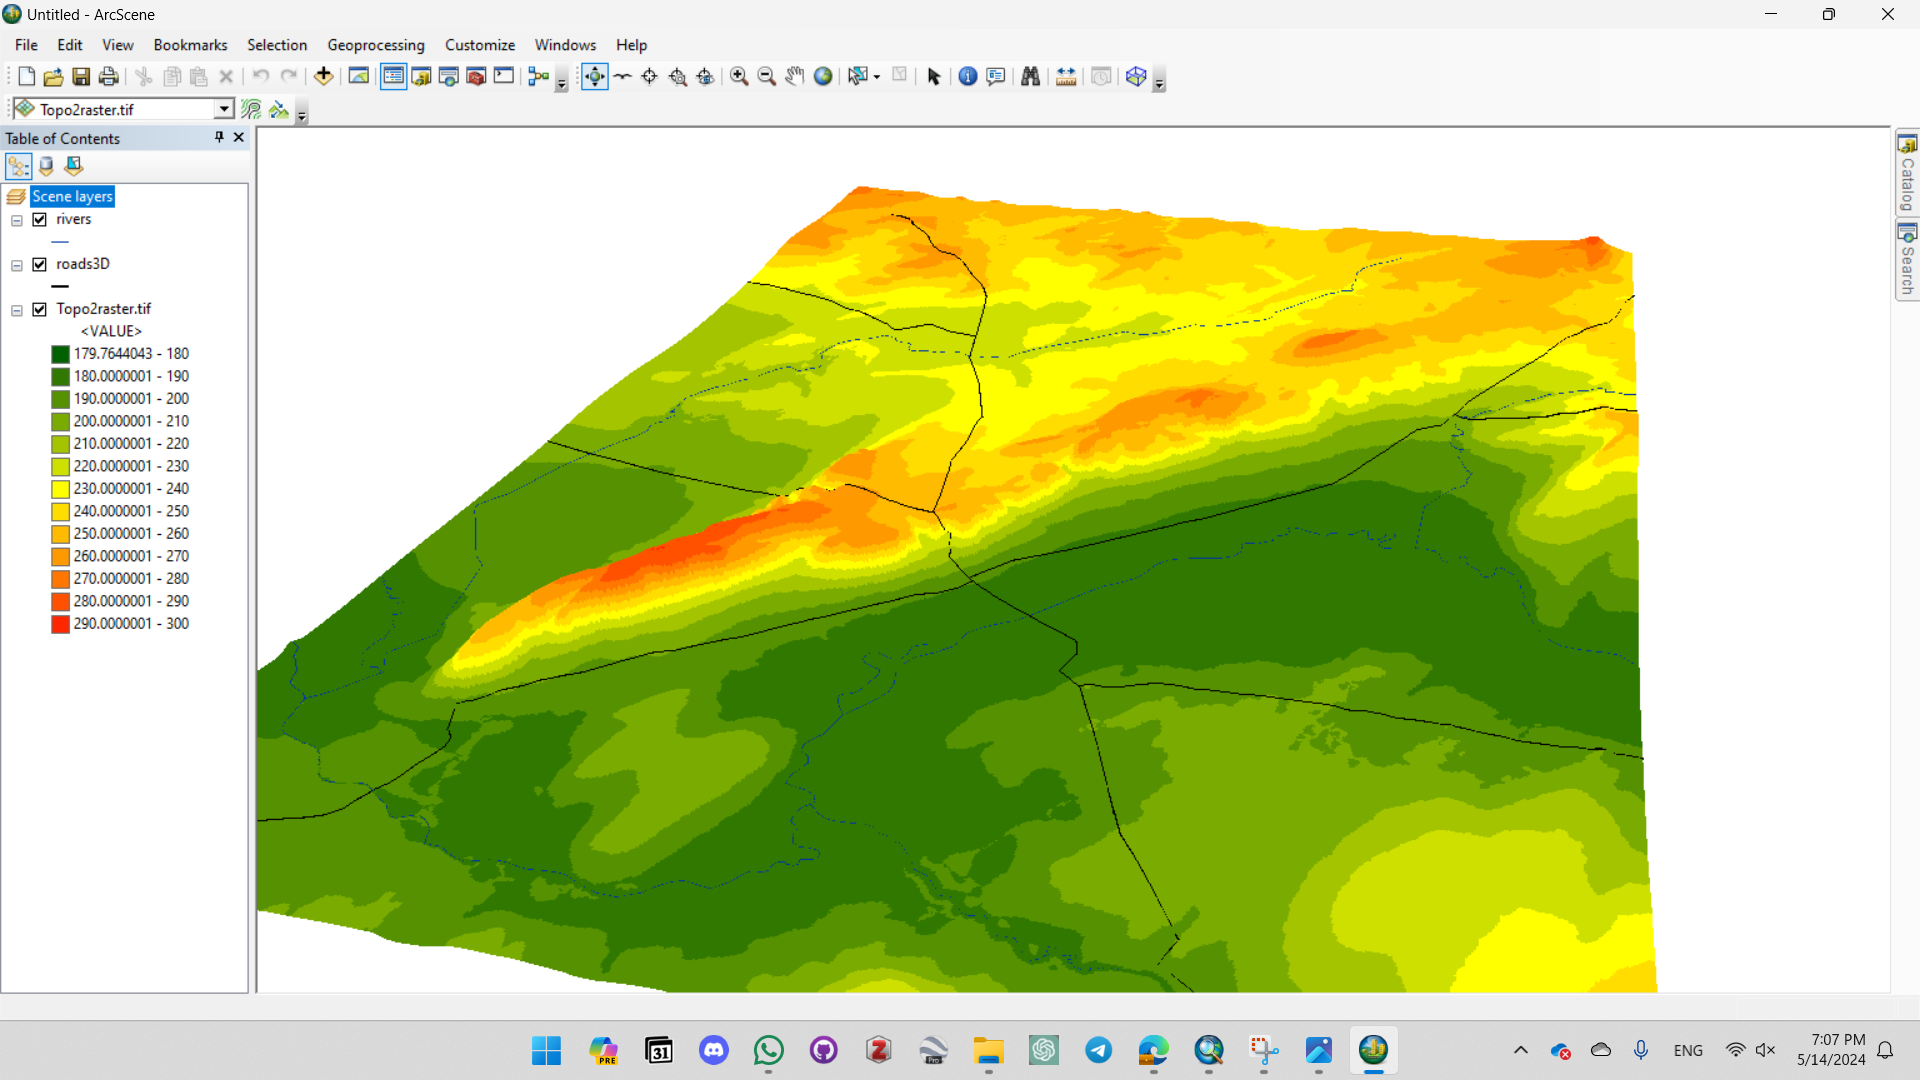 Untitled - ArcScene
File Edit View Bookmarks Selection Geoprocessing Customize Windows Help
Topo2raster.tif
Table of Contents
Scene layers
rivers
roads3D
Topo2raster.tif
<VALUE>
179.7644043 - 180
180.0000001 - 190
190.0000001 - 200
200.0000001 - 210
210.0000001 - 220
220.0000001 - 230
230.0000001 - 240
240.0000001 - 250
250.0000001 - 260
260.0000001 - 270
270.0000001 - 280
280.0000001 - 290
290.0000001 - 300
Catalog
Search
PRE
31
Z
Pro
ENG
7:07 PM
5/14/2024